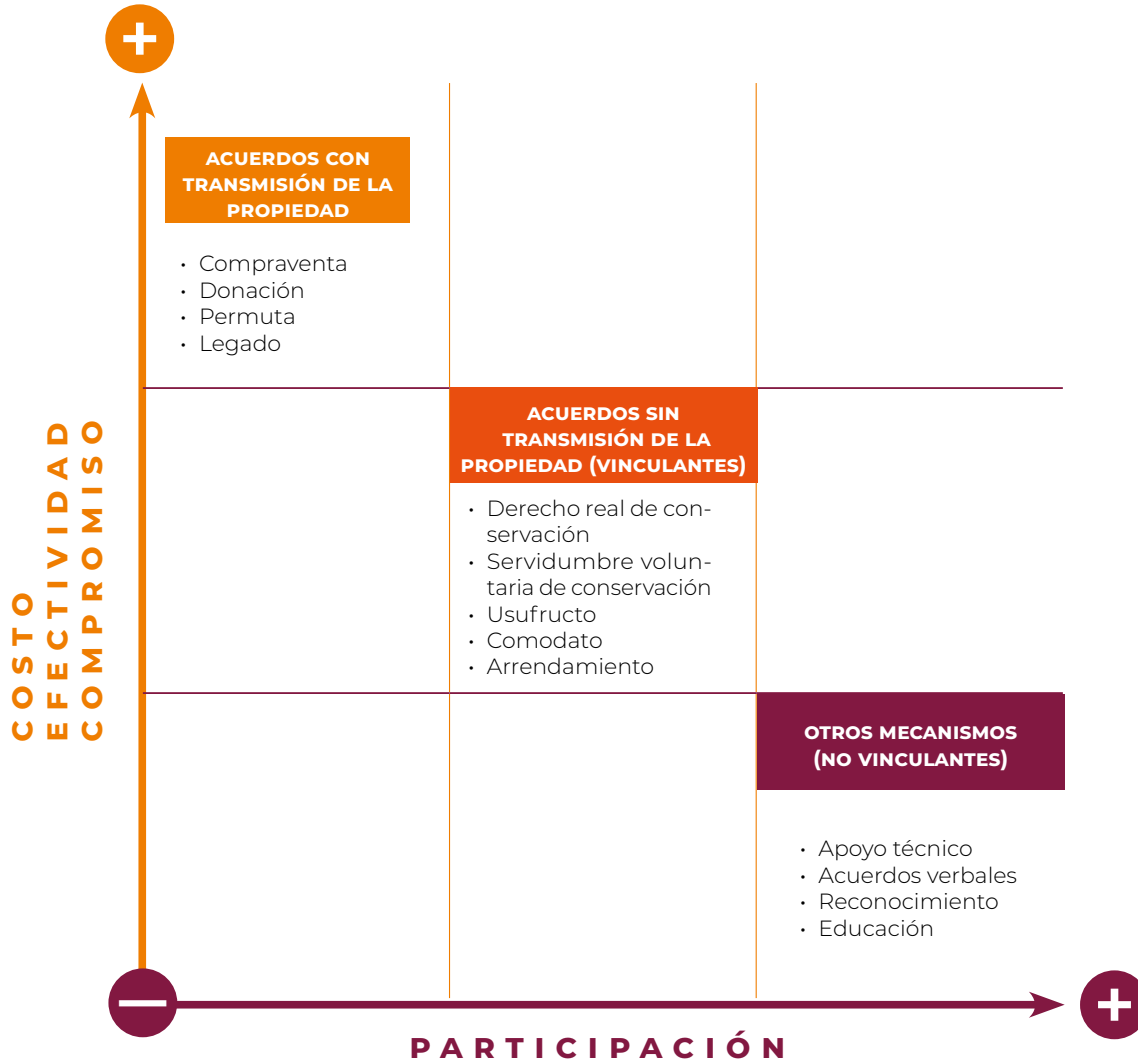 ACUERDOS CON
TRANSMISIÓN DE LA
PROPIEDAD
• Compraventa
• Donación
• Permuta
• Legado
ACUERDOS SIN
TRANSMISIÓN DE LA
PROPIEDAD (VINCULANTES)
• Derecho real de con-
servación
• Servidumbre volun-
taria de conservación
• Usufructo
• Comodato
• Arrendamiento
OTROS MECANISMOS
(NO VINCULANTES)
• Apoyo técnico
• Acuerdos verbales
• Reconocimiento
• Educación
COSTO
EFECTIVIDAD
COMPROMISO
PARTICIPACIÓN